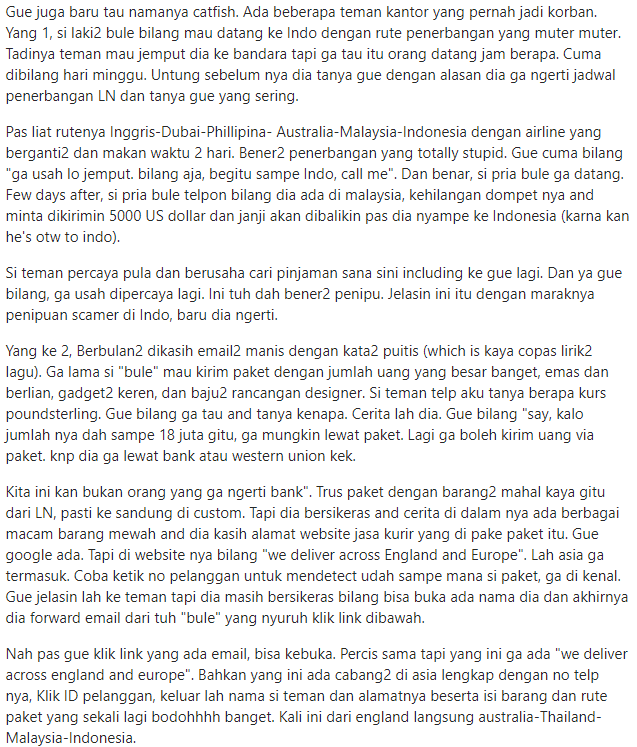 Gue juga baru tau namanya catfish. Ada beberapa teman kantor yang pernah jadi korban.
Yang 1, si laki2 bule bilang mau datang ke Indo dengan rute penerbangan yang muter muter.
Tadinya teman mau jemput dia ke bandara tapi ga tau itu orang datang jam berapa. Cuma
dibilang hari minggu. Untung sebelum nya dia tanya gue dengan alasan dia ga ngerti jadwal
penerbangan LN dan tanya gue yang sering.
Pas liat rutenya Inggris-Dubai-Phillipina- Australia-Malaysia-Indonesia dengan airline yang
berganti2 dan makan waktu 2 hari. Bener2 penerbangan yang totally stupid. Gue cuma bilang
"ga usah lo jemput. bilang aja, begitu sampe Indo, call me". Dan benar, si pria bule ga datang.
Few days after, si pria bule telpon bilang dia ada di malaysia, kehilangan dompet nya and
minta dikirimin 5000 US dollar dan janji akan dibalikin pas dia nyampe ke Indonesia (karna kan
he's otw to indo).
Si teman percaya pula dan berusaha cari pinjaman sana sini including ke gue lagi. Dan ya gue
bilang, ga usah dipercaya lagi. Ini tuh dah bener2 penipu. Jelasin ini itu dengan maraknya
penipuan scamer di Indo, baru dia ngerti.
Yang ke 2, Berbulan2 dikasih email2 manis dengan kata2 puitis (which is kaya copas lirik2
lagu). Ga lama si "bule" mau kirim paket dengan jumlah uang yang besar banget, emas dan
berlian, gadget2 keren, dan baju2 rancangan designer. Si teman telp aku tanya berapa kurs
poundsterling. Gue bilang ga tau and tanya kenapa. Cerita lah dia. Gue bilang "say, kalo
jumlah nya dah sampe 18 juta gitu, ga mungkin lewat paket. Lagi ga boleh kirim uang via
paket. knp dia ga lewat bank atau western union kek.
Kita ini kan bukan orang yang ga ngerti bank". Trus paket dengan barang2 mahal kaya gitu
dari LN, pasti ke sandung di custom. Tapi dia bersikeras and cerita di dalam nya ada berbagai
macam barang mewah and dia kasih alamat website jasa kurir yang di pake paket itu. Gue
google ada. Tapi di website nya bilang "we deliver across England and Europe". Lah asia ga
termasuk. Coba ketik no pelanggan untuk mendetect udah sampe mana si paket, ga di kenal.
Gue jelasin lah ke teman tapi dia masih bersikeras bilang bisa buka ada nama dia dan akhirnya
dia forward email dari tuh "bule" yang nyuruh klik link dibawah.
Nah pas gue klik link yang ada email, bisa kebuka. Percis sama tapi yang ini ga ada "we deliver
across england and europe". Bahkan yang ini ada cabang2 di asia lengkap dengan no telp
nya, Klik ID pelanggan, keluar lah nama si teman dan alamatnya beserta isi barang dan rute
paket yang sekali lagi bodohhhh banget. Kali ini dari england langsung australia-Thailand-
Malaysia-Indonesia.